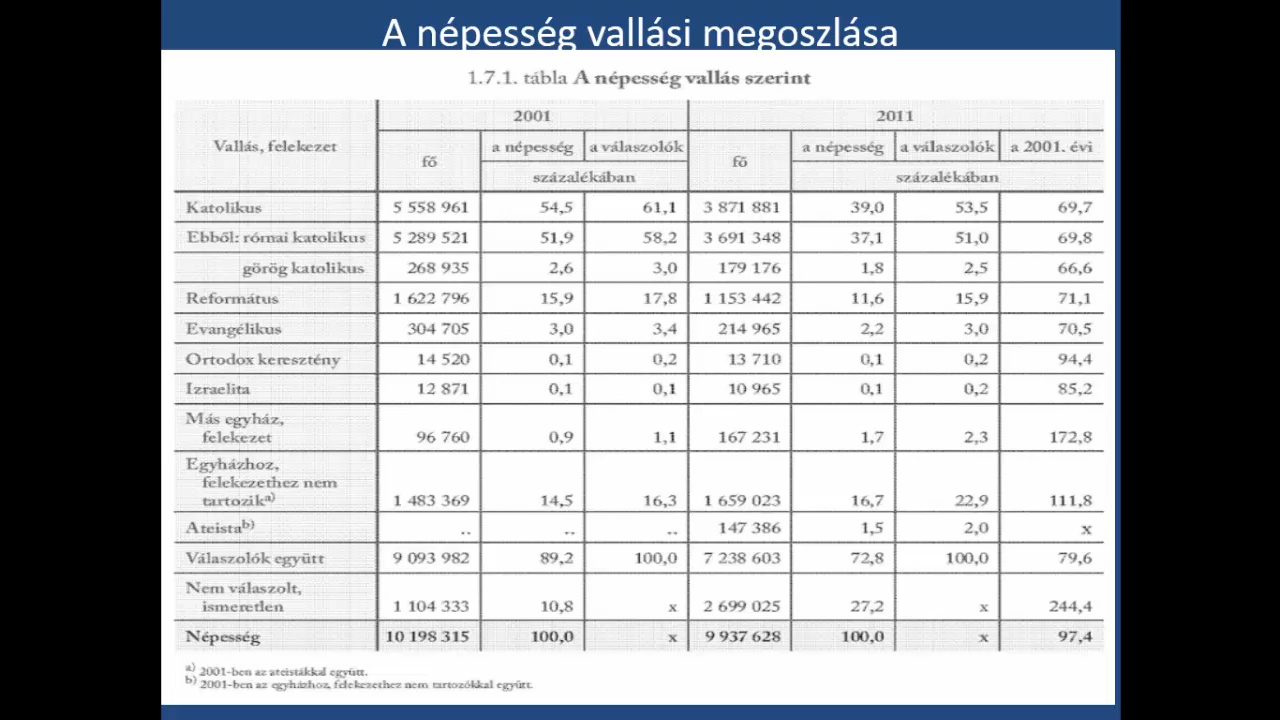 A népesség vallási megoszlása
1.7.1. tábla A népesség vallás szerint
Vallás, felekezet 2001 2011
fő a népesség a válaszolók fő a népesség a válaszolók a 2001. évi
százalékában százalékában
Katolikus 5 558 961 54,5 61,1 3 871 881 39,0 53,5 69,7
Ebből: római katolikus 5 289 521 51,9 58,2 3 691 348 37,1 51,0 69,8
görög katolikus 268 935 2,6 3,0 179 176 1,8 2,5 66,6
Református 1 622 796 15,9 17,8 1 153 442 11,6 15,9 71,1
Evangélikus 304 705 3,0 3,4 214 965 2,2 3,0 70,5
Ortodox keresztény 14 520 0,1 0,2 13 710 0,1 0,2 94,4
Izraelita 12 871 0,1 0,1 10 965 0,1 0,2 85,2
Más egyház,
felekezet 96 760 0,9 1,1 167 231 1,7 2,3 172,8
Egyházhoz,
felekezethez nem
tartozik a) 1 483 369 14,5 16,3 1 659 023 16,7 22,9 111,8
Ateista b) .. .. .. 147 386 1,5 2,0 x
Válaszolók együtt 9 093 982 89,2 100,0 7 238 603 72,8 100,0 79,6
Nem válaszolt,
ismeretlen 1 104 333 10,8 x 2 699 025 27,2 x 244,4
Népesség 10 198 315 100,0 x 9 937 628 100,0 x 97,4
a) 2001-ben az ateistákkal együtt.
b) 2001-ben az egyházhoz, felekezethez nem tartozókkal együtt.